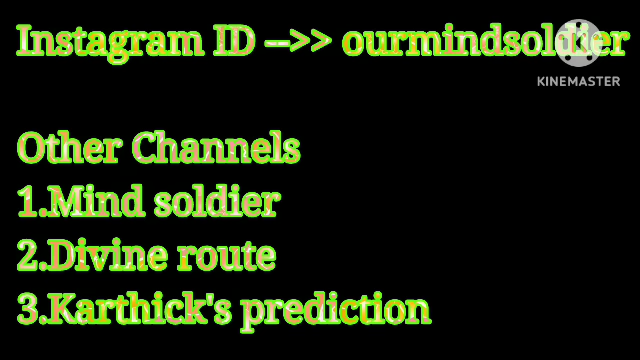 Instagram ID -->> ourmindsoldier
KINEMASTER
Other Channels
1.Mind soldier
2.Divine route
3.Karthick's prediction